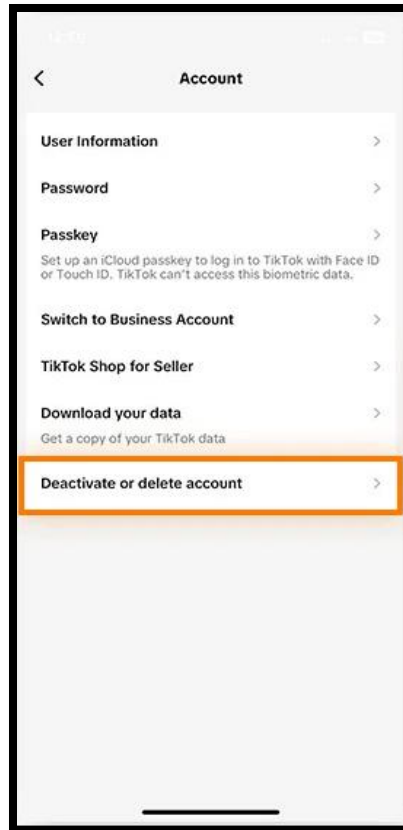 Account
User Information
Password
Passkey
Set up an iCloud passkey to log in to TikTok with Face ID
or Touch ID. TikTok can't access this biometric data.
Switch to Business Account
TikTok Shop for Seller
Download your data
Get a copy of your TikTok data
Deactivate or delete account